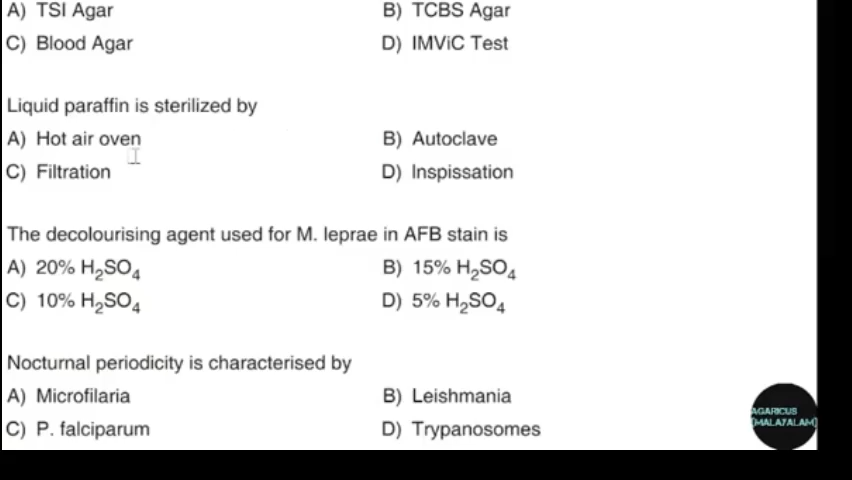 A) TSI Agar B) TCBS Agar
C) Blood Agar D) IMViC Test
Liquid paraffin is sterilized by
A) Hot air oven B) Autoclave
C) Filtration D) Inspissation
The decolourising agent used for M. leprae in AFB stain is
A) 20% H₂SO₄ B) 15% H₂SO₄
C) 10% H₂SO₄ D) 5% H₂SO₄
Nocturnal periodicity is characterised by
A) Microfilaria B) Leishmania
C) P. falciparum D) Trypanosomes
AGARICUS
(MALAYALAM)